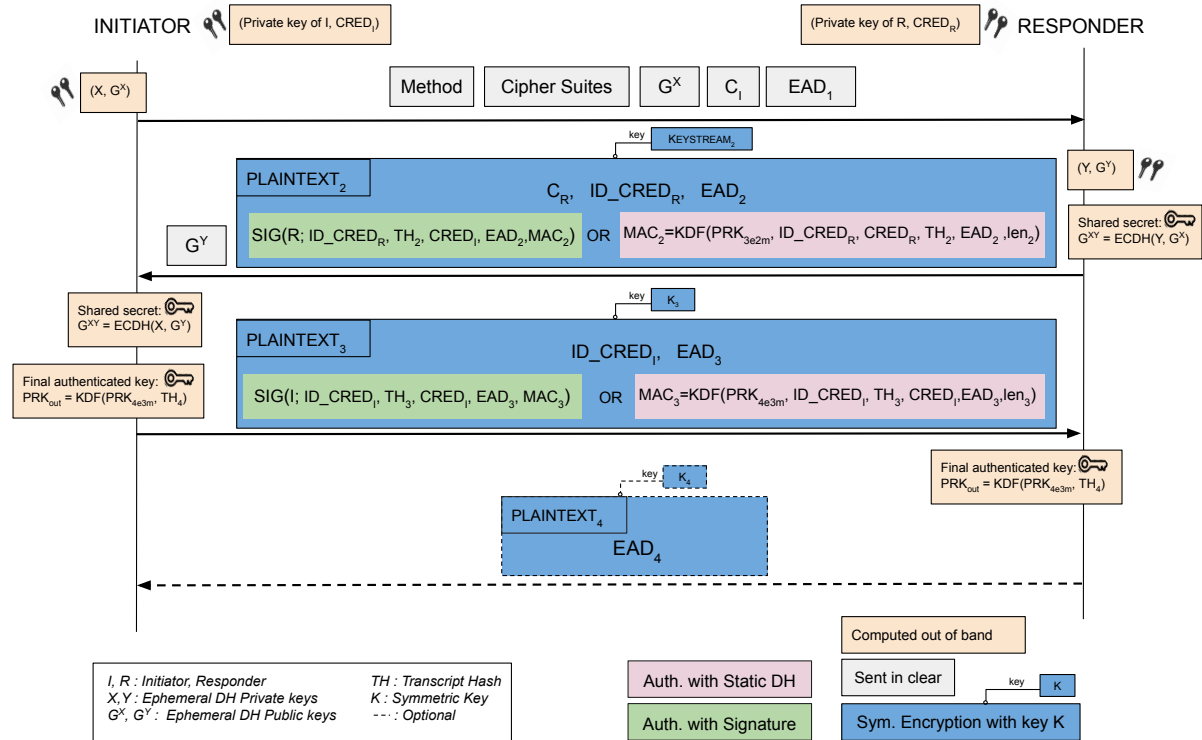 INITIATOR
(Private key of I, CRED_I)
(Private key of R, CRED_R)
RESPONDER
(X, G^X)
Method
Cipher Suites
G^X
C_I
EAD_1
key
KEYSTREAM_2
PLAINTEXT_2
C_R, ID_CRED_R, EAD_2
(Y, G^Y)
G^Y
SIG(R; ID_CRED_R, TH_2, CRED_I, EAD_2,MAC_2)
OR
MAC_2=KDF(PRK_3e2m, ID_CRED_R, CRED_R, TH_2, EAD_2 ,len_2)
Shared secret:
G^XY = ECDH(Y, G^X)
Shared secret:
G^XY = ECDH(X, G^Y)
key
K_3
PLAINTEXT_3
ID_CRED_I, EAD_3
Final authenticated key:
PRK_out = KDF(PRK_4e3m, TH_4)
SIG(I; ID_CRED_I, TH_3, CRED_I, EAD_3, MAC_3)
OR
MAC_3=KDF(PRK_4e3m, ID_CRED_I, TH_3, CRED_I,EAD_3,len_3)
Final authenticated key:
PRK_out = KDF(PRK_4e3m, TH_4)
key
K_4
PLAINTEXT_4
EAD_4
Computed out of band
I, R : Initiator, Responder
X,Y : Ephemeral DH Private keys
G^X, G^Y : Ephemeral DH Public keys
TH : Transcript Hash
K : Symmetric Key
---: Optional
Auth. with Static DH
Sent in clear
key
K
Auth. with Signature
Sym. Encryption with key K